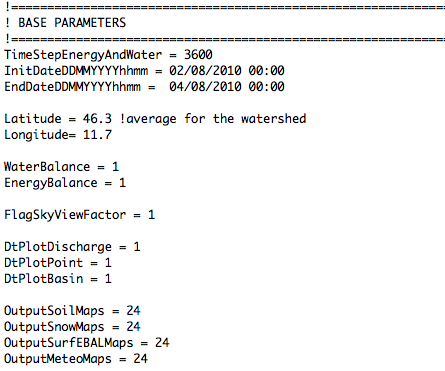 !=============================================================
! BASE PARAMETERS
!=============================================================
TimeStepEnergyAndWater = 3600
InitDateDDMMYYYYhhmm = 02/08/2010 00:00
EndDateDDMMYYYYhhmm =  04/08/2010 00:00
Latitude = 46.3 !average for the watershed
Longitude= 11.7
WaterBalance = 1
EnergyBalance = 1
FlagSkyViewFactor = 1
DtPlotDischarge = 1
DtPlotPoint = 1
DtPlotBasin = 1
OutputSoilMaps = 24
OutputSnowMaps = 24
OutputSurfEBALMaps = 24
OutputMeteoMaps = 24